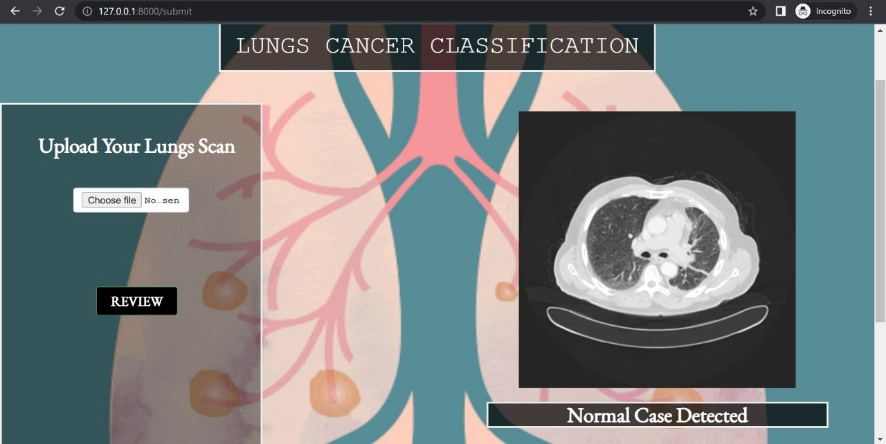 127.0.0.1:8000/submit
Incognito
LUNGS CANCER CLASSIFICATION
Upload Your Lungs Scan
Choose file No…sen
REVIEW
Normal Case Detected